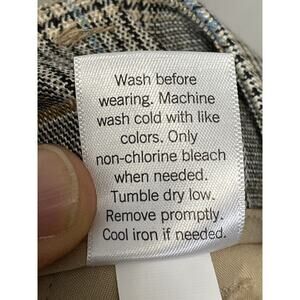 Wash before
wearing. Machine
wash cold with like
colors. Only
non-chlorine bleach
when needed.
Tumble dry low.
Remove promptly.
Cool iron if needed.